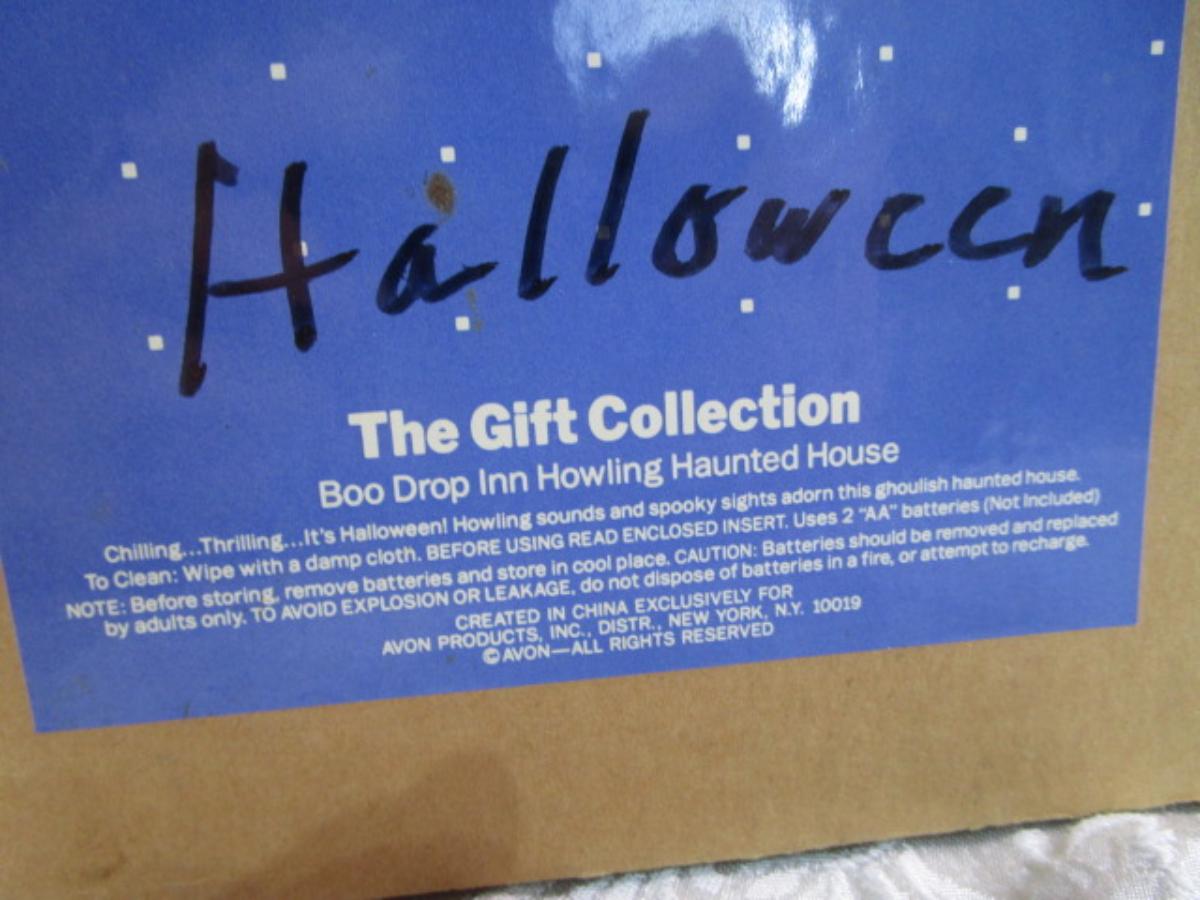 Halloween
The Gift Collection
Boo Drop Inn Howling Haunted House
Chilling...Thrilling...It's Halloween! Howling sounds and spooky sights adorn this ghoulish haunted house.
To Clean: Wipe with a damp cloth. BEFORE USING READ ENCLOSED INSERT. Uses 2 "AA" batteries (Not Included)
NOTE: Before storing, remove batteries and store in cool place. CAUTION: Batteries should be removed and replaced
by adults only. TO AVOID EXPLOSION OR LEAKAGE, do not dispose of batteries in a fire, or attempt to recharge.
CREATED IN CHINA EXCLUSIVELY FOR
AVON PRODUCTS, INC., DISTR., NEW YORK, N.Y. 10019
©AVON—ALL RIGHTS RESERVED